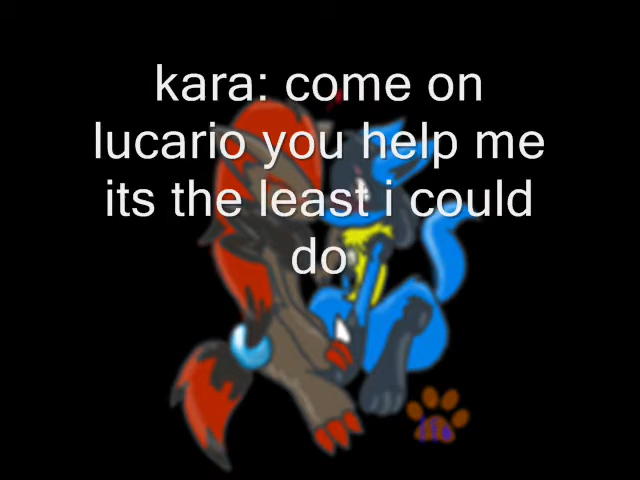 kara: come on
lucario you help me
its the least i could
do